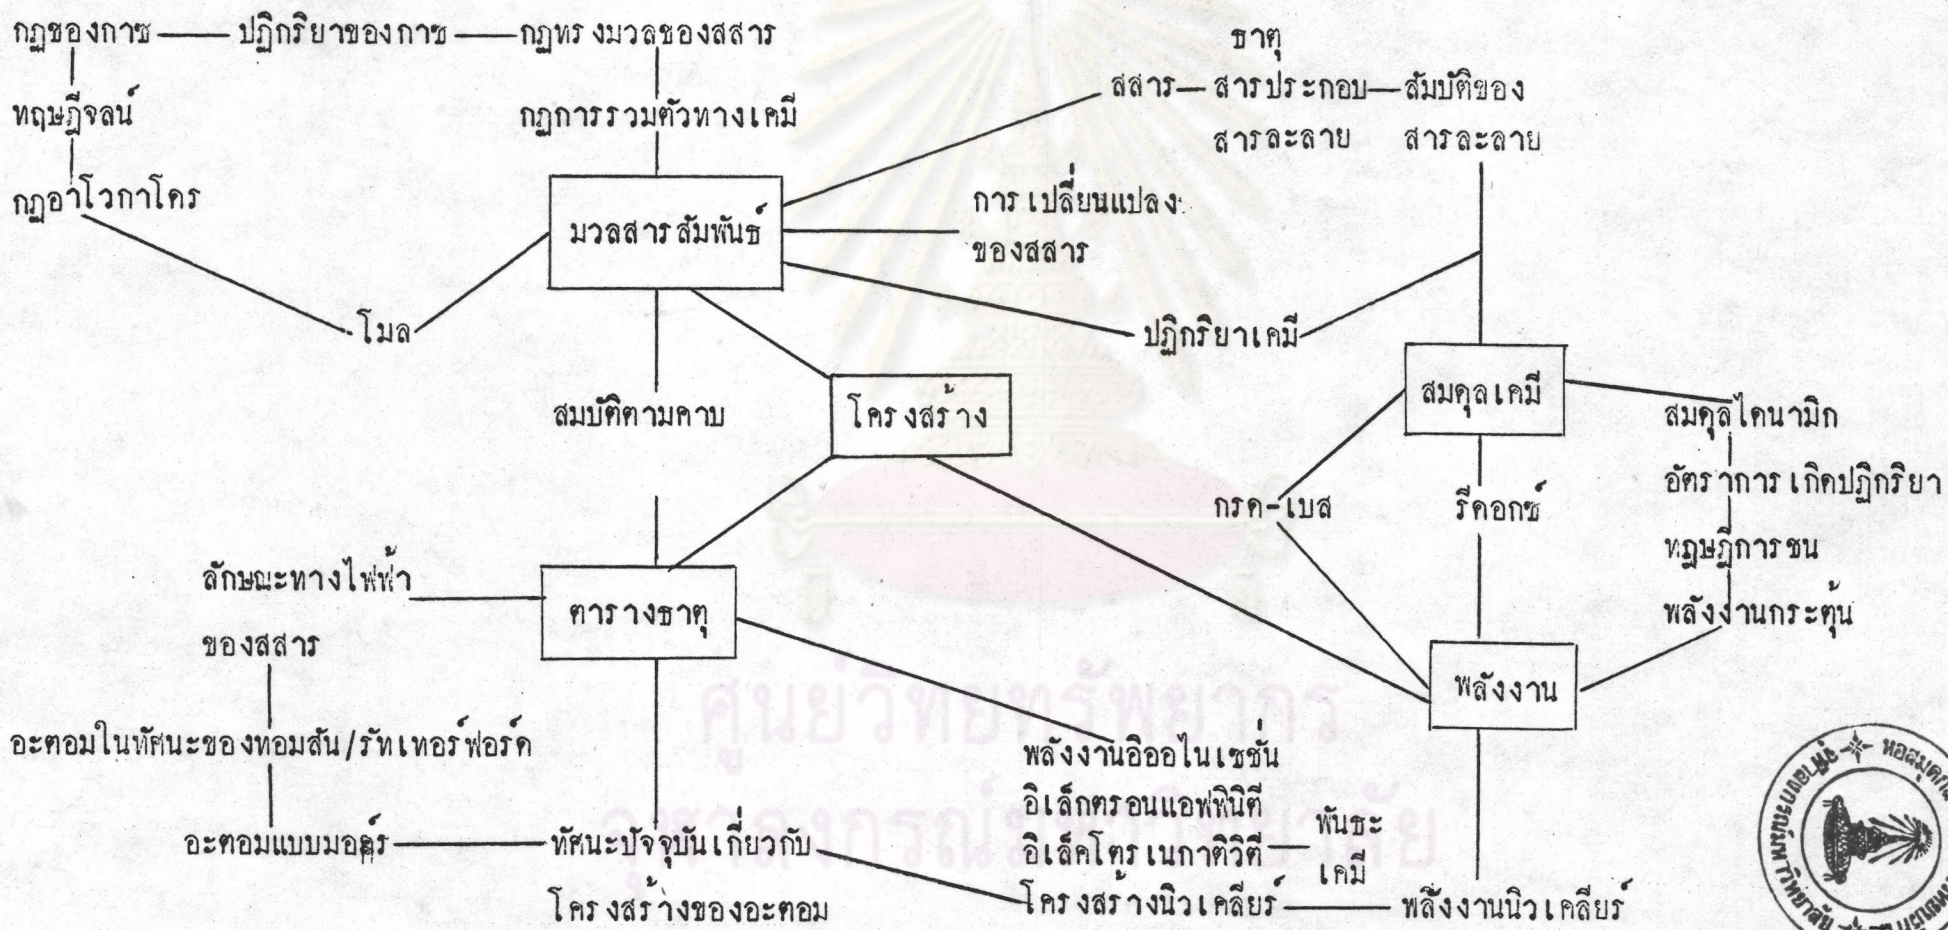 กฎของกาซ — ปฏิกริยาของกาซ — กฎทรงมวลของสสาร
ทฤษฎีจลน์
กฎการรวมตัวทางเคมี
กฎอาโวกาโดร
โมล
มวลสารสัมพันธ์
ธาตุ
สสาร — สารประกอบ — สมบัติของ
สารละลาย สารละลาย
การเปลี่ยนแปลง
ของสสาร
ปฏิกริยาเคมี
สมบัติตามคาบ
โครงสร้าง
สมดุลเคมี
สมดุลไดนามิก
อัตราการเกิดปฏิกริยา
ทฎษฎีการชน
พลังงานกระตุ้น
กรด-เบส
รีดอกซ์
พลังงาน
ลักษณะทางไฟฟ้า
ของสสาร
ตารางธาตุ
อะตอมในทัศนะของทอมสัน/รัทเทอร์ฟอร์ด
อะตอมแบบมอร์
ทัศนะปัจจุบันเกี่ยวกับ
โครงสร้างของอะตอม
พลังงานอิออไนเซชั่น
อิเล็กตรอนแอฟฟินิตี
อิเล็คโตรเนกาติวิตี — พันธะ
เคมี
โครงสร้างนิวเคลียร์ — พลังงานนิวเคลียร์
ศูนย์วิทยทรัพยากร
จุฬาลงกรณ์มหาวิทยาลัย